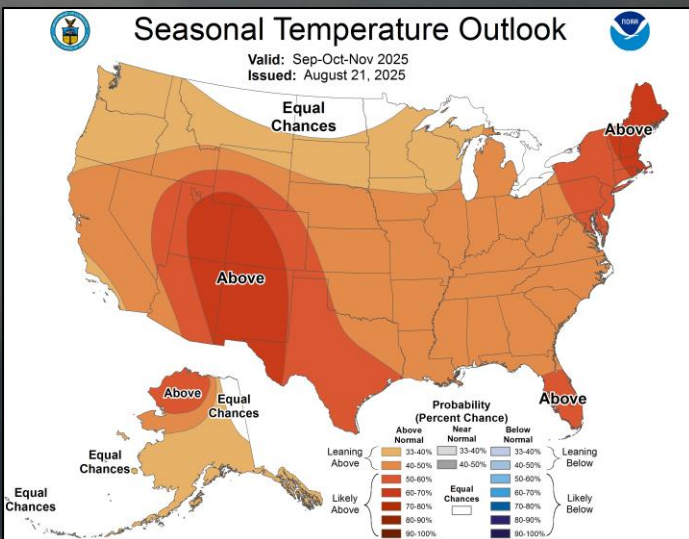 Seasonal Temperature Outlook
NOAA
Valid: Sep-Oct-Nov 2025
Issued: August 21, 2025
Equal
Chances
Above
Above
Above
Above
Equal
Chances
Equal
Chances
Equal
Chances
Probability
(Percent Chance)
Above
Normal
Near
Normal
Below
Normal
Leaning
Above
33-40%
33-40%
33-40%
Leaning
Below
40-50%
40-50%
40-50%
Likely
Above
50-60%
50-60%
60-70%
Equal
Chances
60-70%
Likely
Below
70-80%
70-80%
80-90%
80-90%
90-100%
90-100%